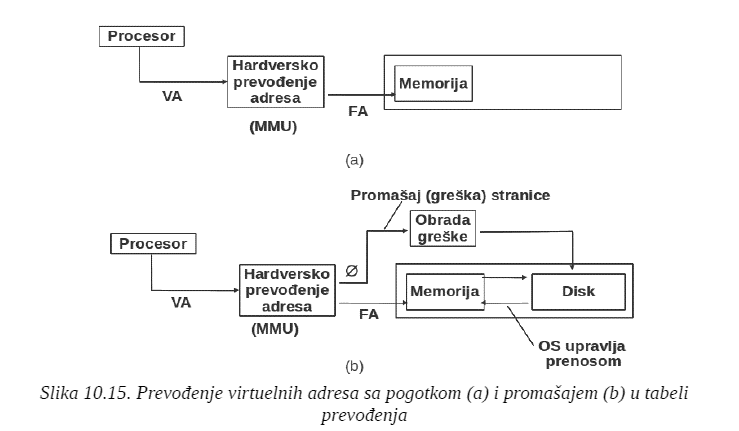 Procesor
Hardversko
prevođenje
adresa
VA
(MMU)
FA
Memorija
(a)
Promašaj (greška) stranice
Obrada
greške
Procesor
Ø
Hardversko
prevođenje
adresa
VA
(MMU)
FA
Memorija
Disk
OS upravlja
prenosom
(b)
Slika 10.15. Prevođenje virtuelnih adresa sa pogotkom (a) i promašajem (b) u tabeli
prevođenja